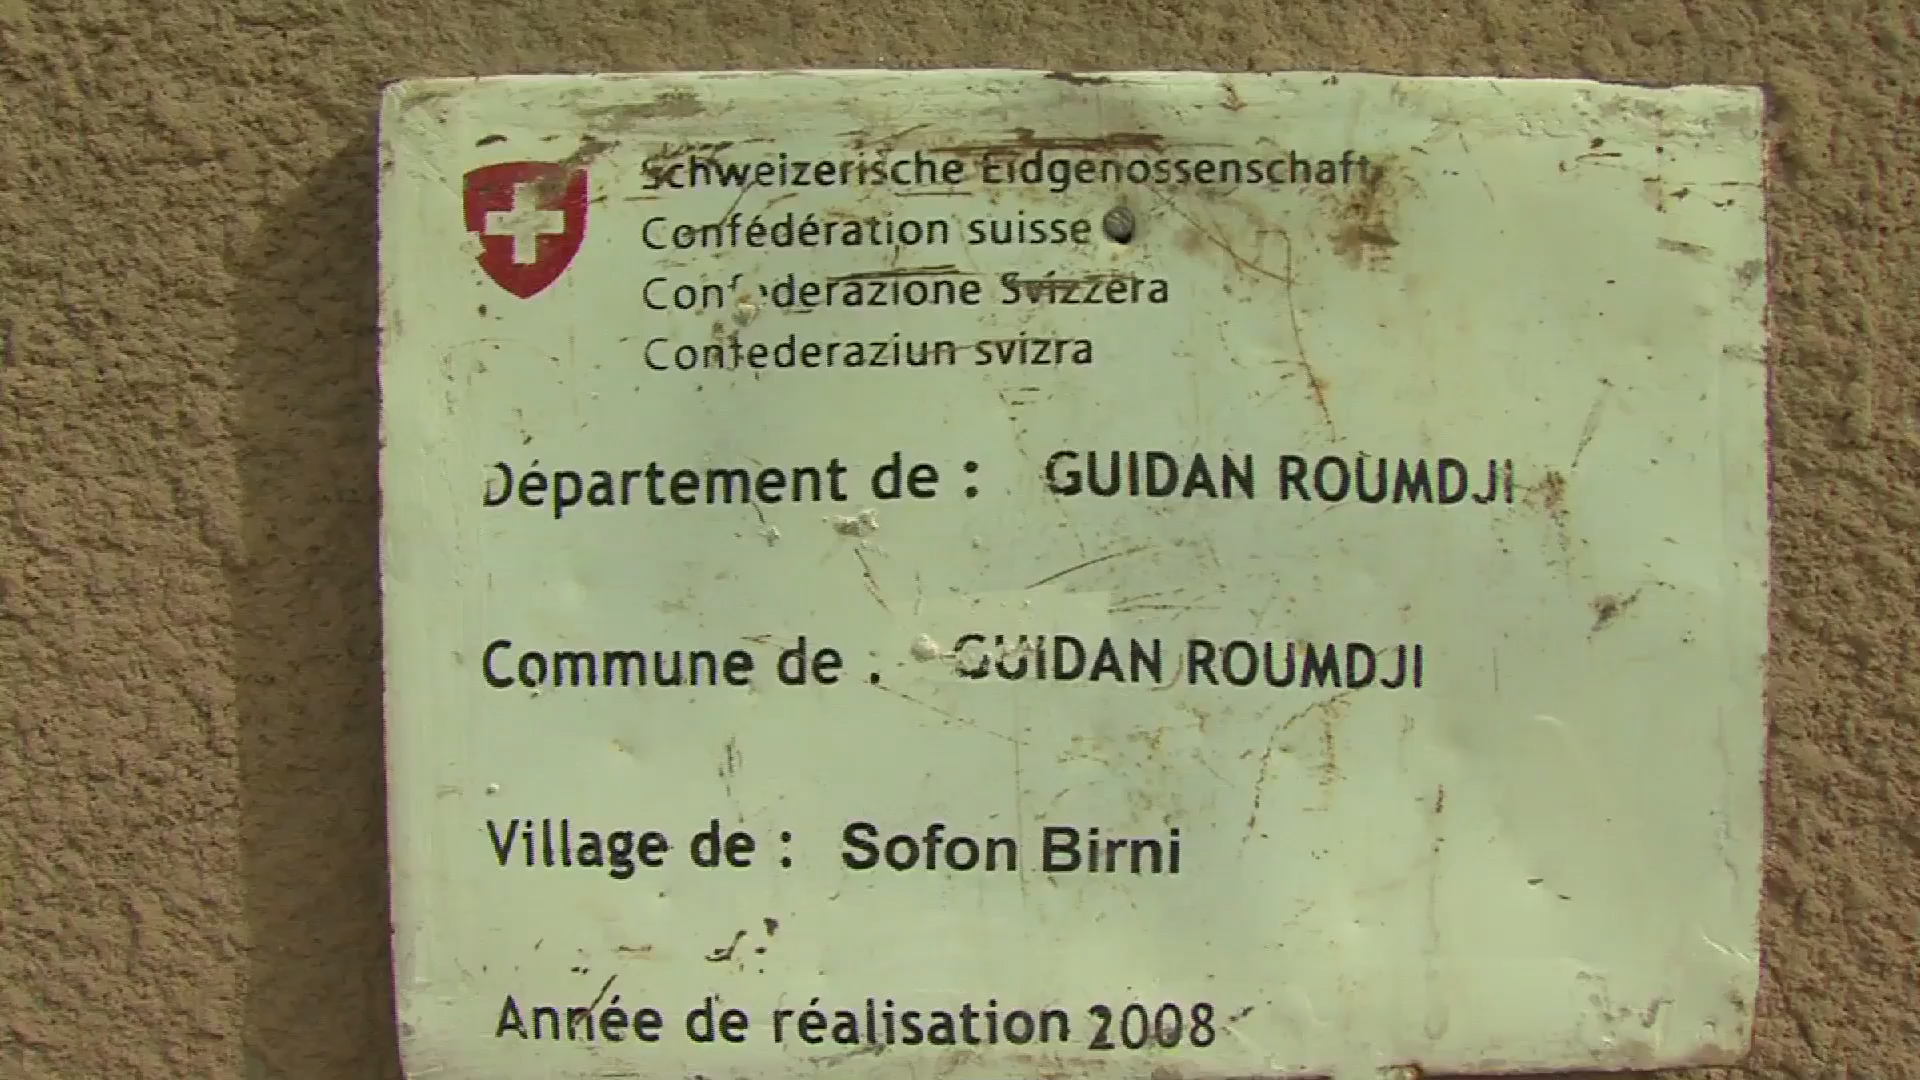 Schweizerische Eidgenossenschaft
Confédération suisse
Confederazione Svizzera
Confederaziun svizra
Département de : GUIDAN ROUMDJI
Commune de : GUIDAN ROUMDJI
Village de : Sofon Birni
Année de réalisation 2008